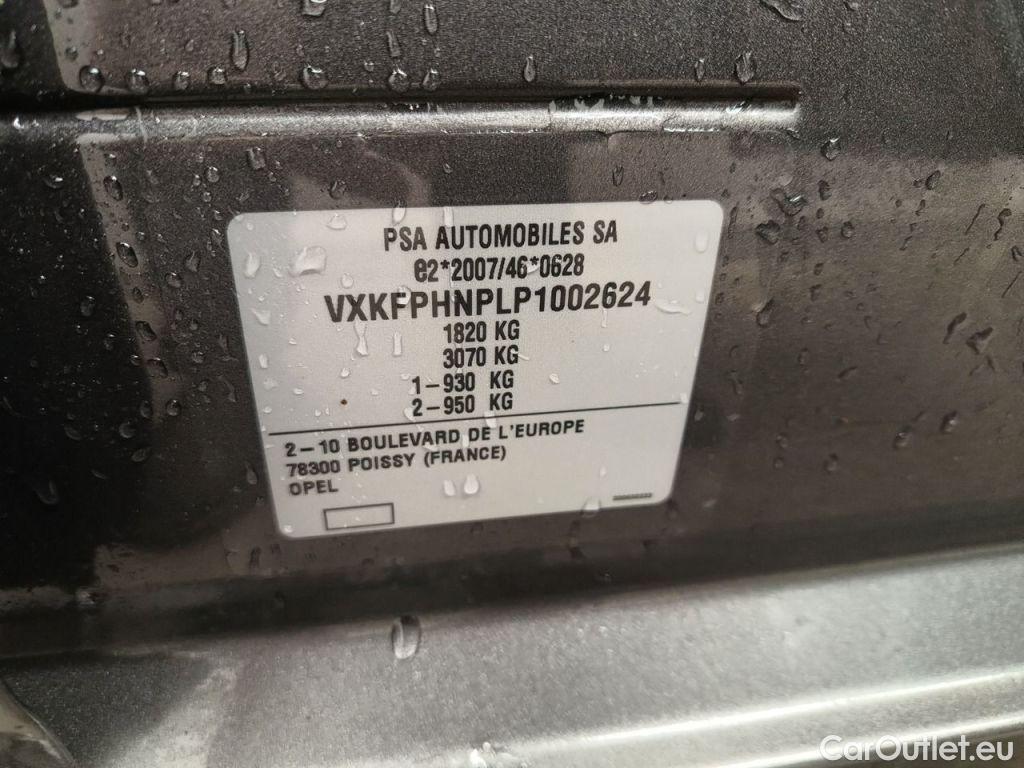 PSA AUTOMOBILES SA
e2*2007/46*0628
VXKFPHNPLP1002624
1820 KG
3070 KG
1-930 KG
2-950 KG
2-10 BOULEVARD DE L'EUROPE
78300 POISSY (FRANCE)
OPEL
CarOutlet.eu